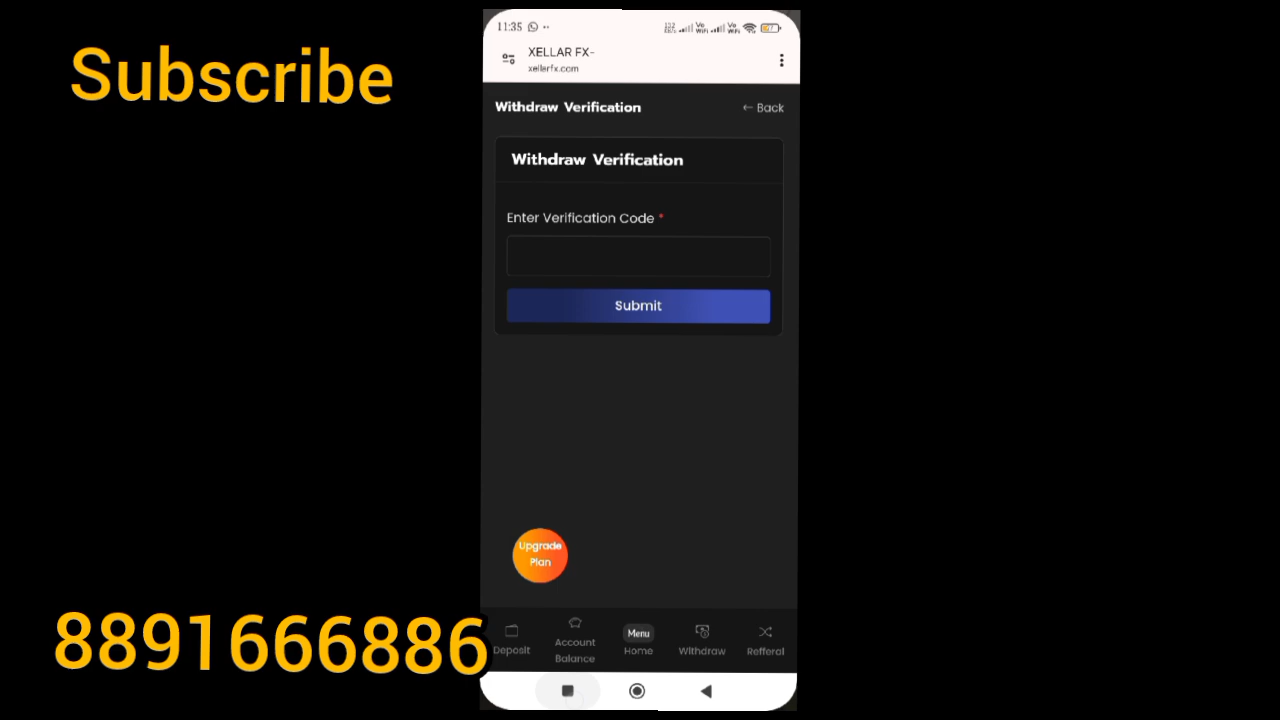 Subscribe
11:35
XELLAR FX-
xellarfx.com
Withdraw Verification
← Back
Withdraw Verification
Enter Verification Code *
Submit
Upgrade
Plan
Deposit
Account
Balance
Menu
Home
Withdraw
Refferal
8891666886